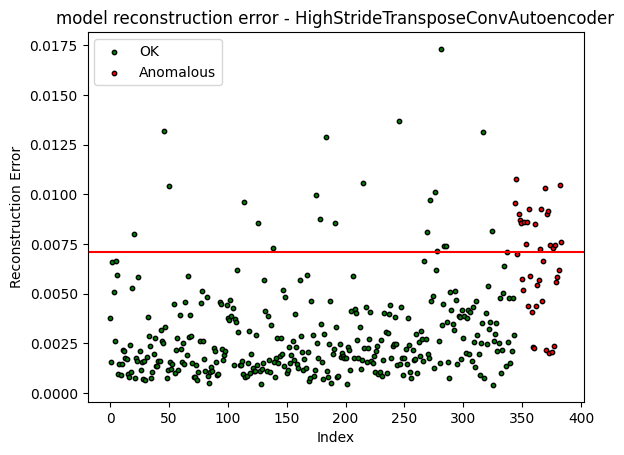 model reconstruction error - HighStrideTransposeConvAutoencoder
OK
Anomalous
Reconstruction Error
0.0175
0.0150
0.0125
0.0100
0.0075
0.0050
0.0025
0.0000
0 50 100 150 200 250 300 350 400
Index